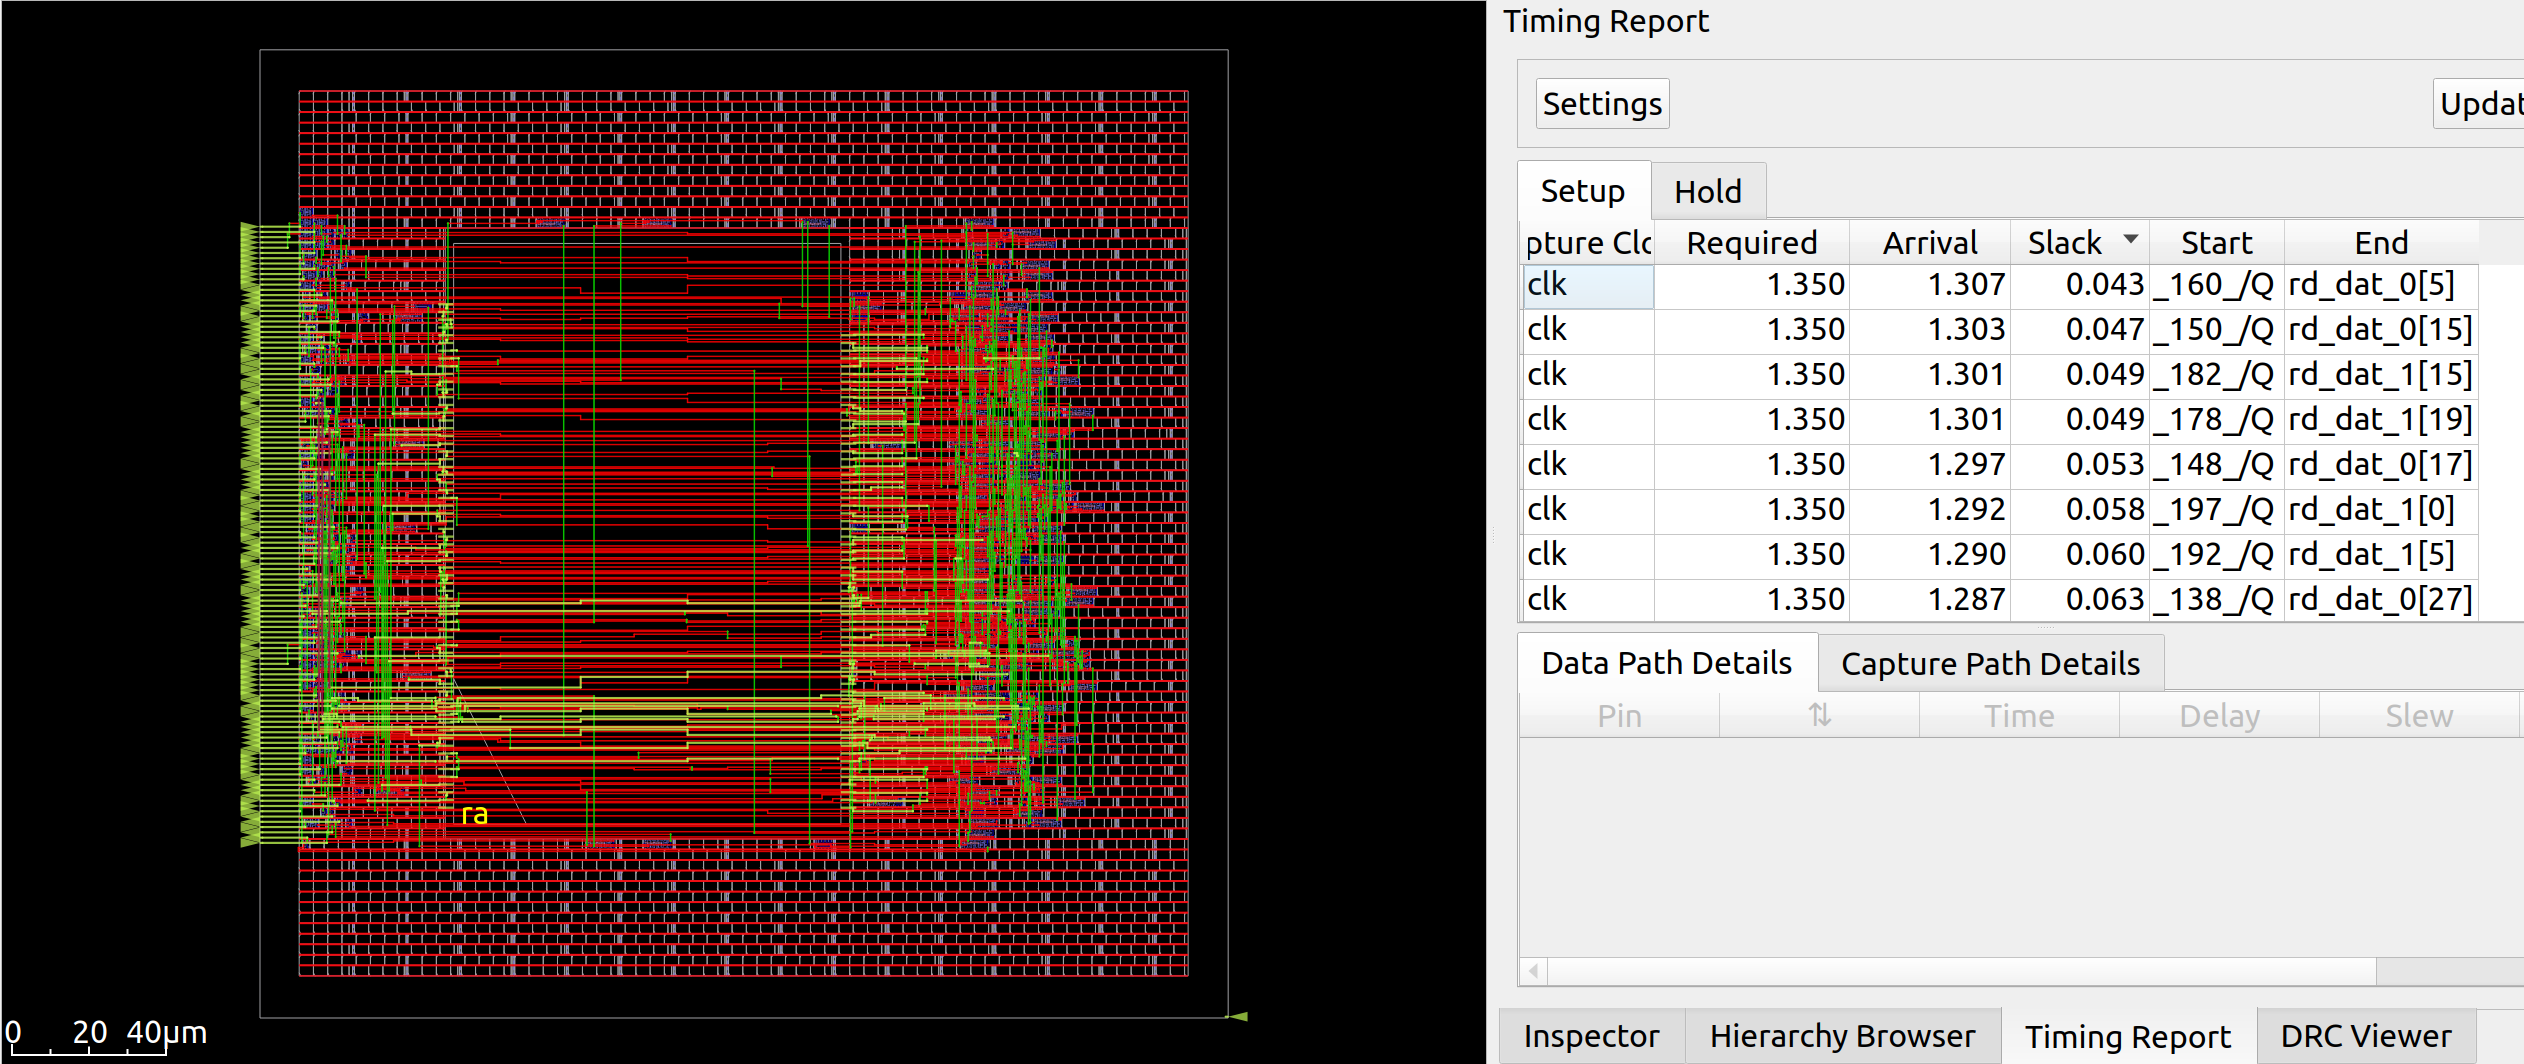 Timing Report
Settings
Updat
Setup Hold
pture Clo Required Arrival Slack Start End
clk 1.350 1.307 0.043 _160_/Q rd_dat_0[5]
clk 1.350 1.303 0.047 _150_/Q rd_dat_0[15]
clk 1.350 1.301 0.049 _182_/Q rd_dat_1[15]
clk 1.350 1.301 0.049 _178_/Q rd_dat_1[19]
clk 1.350 1.297 0.053 _148_/Q rd_dat_0[17]
clk 1.350 1.292 0.058 _197_/Q rd_dat_1[0]
clk 1.350 1.290 0.060 _192_/Q rd_dat_1[5]
clk 1.350 1.287 0.063 _138_/Q rd_dat_0[27]
Data Path Details Capture Path Details
Pin ⇅ Time Delay Slew
ra
0 20 40μm
Inspector Hierarchy Browser Timing Report DRC Viewer